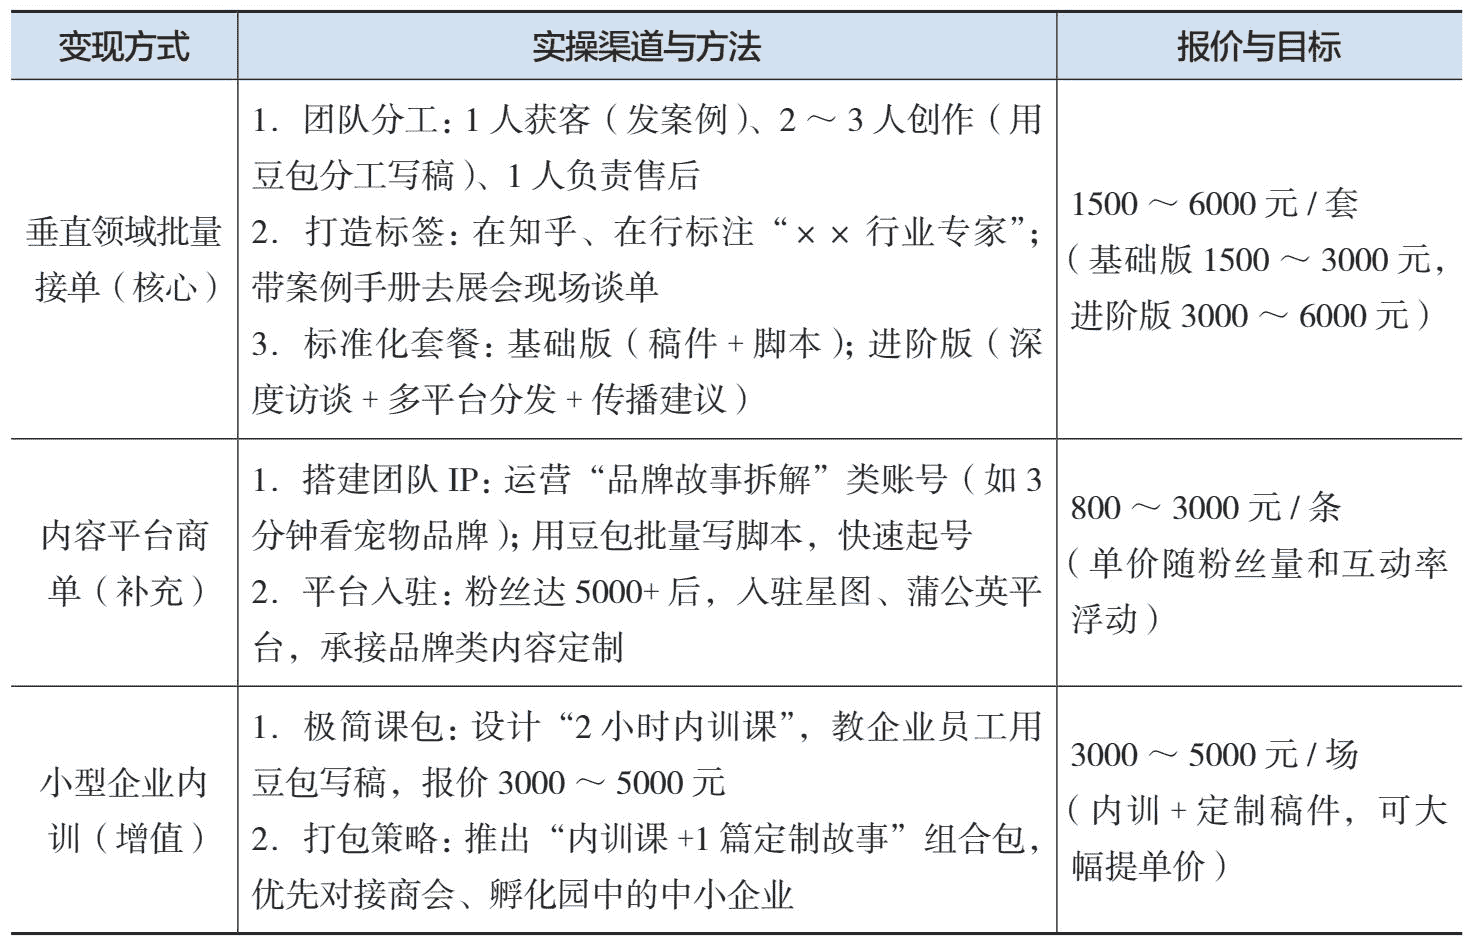 变现方式
实操渠道与方法
报价与目标
垂直领域批量
接单（核心）
1. 团队分工：1 人获客（发案例）、2～3 人创作（用
豆包分工写稿）、1 人负责售后
2. 打造标签：在知乎、在行标注“×× 行业专家”；
带案例手册去展会现场谈单
3. 标准化套餐：基础版（稿件 + 脚本）；进阶版（深
度访谈 + 多平台分发 + 传播建议）
1500～6000 元 / 套
（基础版 1500～3000 元，
进阶版 3000～6000 元）
内容平台商
单（补充）
1. 搭建团队 IP：运营“品牌故事拆解”类账号（如 3
分钟看宠物品牌）；用豆包批量写脚本，快速起号
2. 平台入驻：粉丝达 5000+ 后，入驻星图、蒲公英平
台，承接品牌类内容定制
800～3000 元 / 条
（单价随粉丝量和互动率
浮动）
小型企业内
训（增值）
1. 极简课包：设计“2 小时内训课”，教企业员工用
豆包写稿，报价 3000～5000 元
2. 打包策略：推出“内训课 +1 篇定制故事”组合包，
优先对接商会、孵化园中的中小企业
3000～5000 元 / 场
（内训 + 定制稿件，可大
幅提单价）